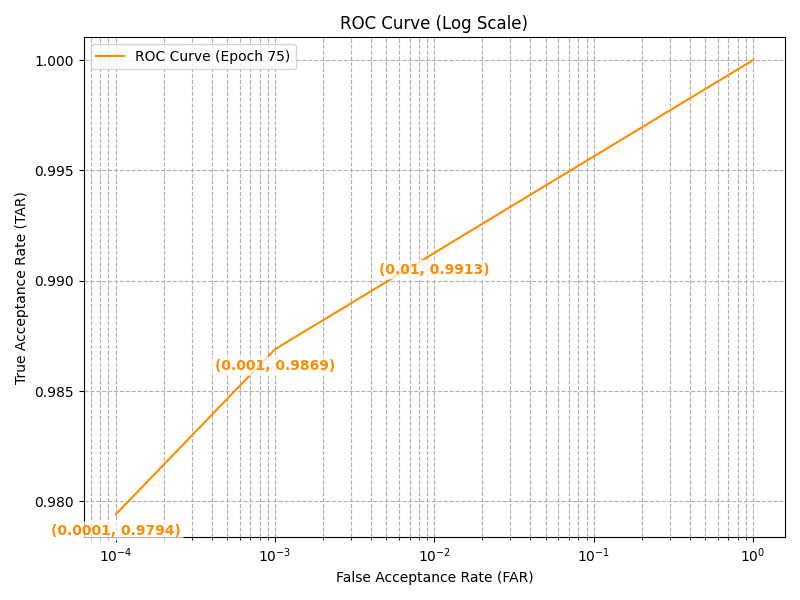 ROC Curve (Log Scale)
ROC Curve (Epoch 75)
1.000
0.995
0.990
0.985
0.980
True Acceptance Rate (TAR)
(0.01, 0.9913)
(0.001, 0.9869)
(0.0001, 0.9794)
10⁻⁴ 10⁻³ 10⁻² 10⁻¹ 10⁰
False Acceptance Rate (FAR)